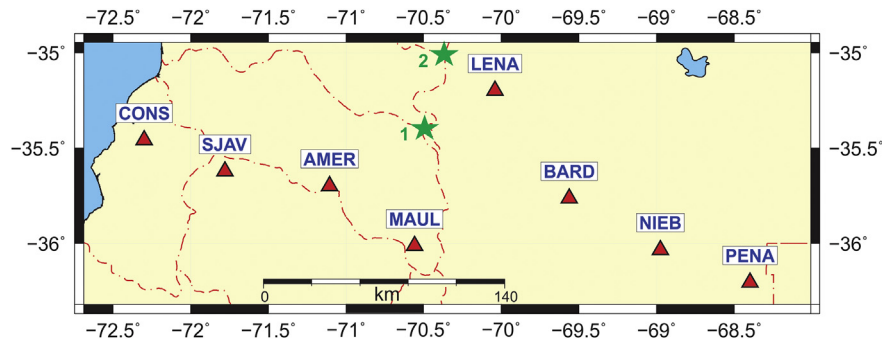 −72.5° −72° −71.5° −71° −70.5° −70° −69.5° −69° −68.5°
−35° −35°
2
LENA
CONS
1
SJAV
−35.5° −35.5°
AMER
BARD
MAUL
NIEB
−36° −36°
PENA
0 km 140
−72.5° −72° −71.5° −71° −70.5° −70° −69.5° −69° −68.5°